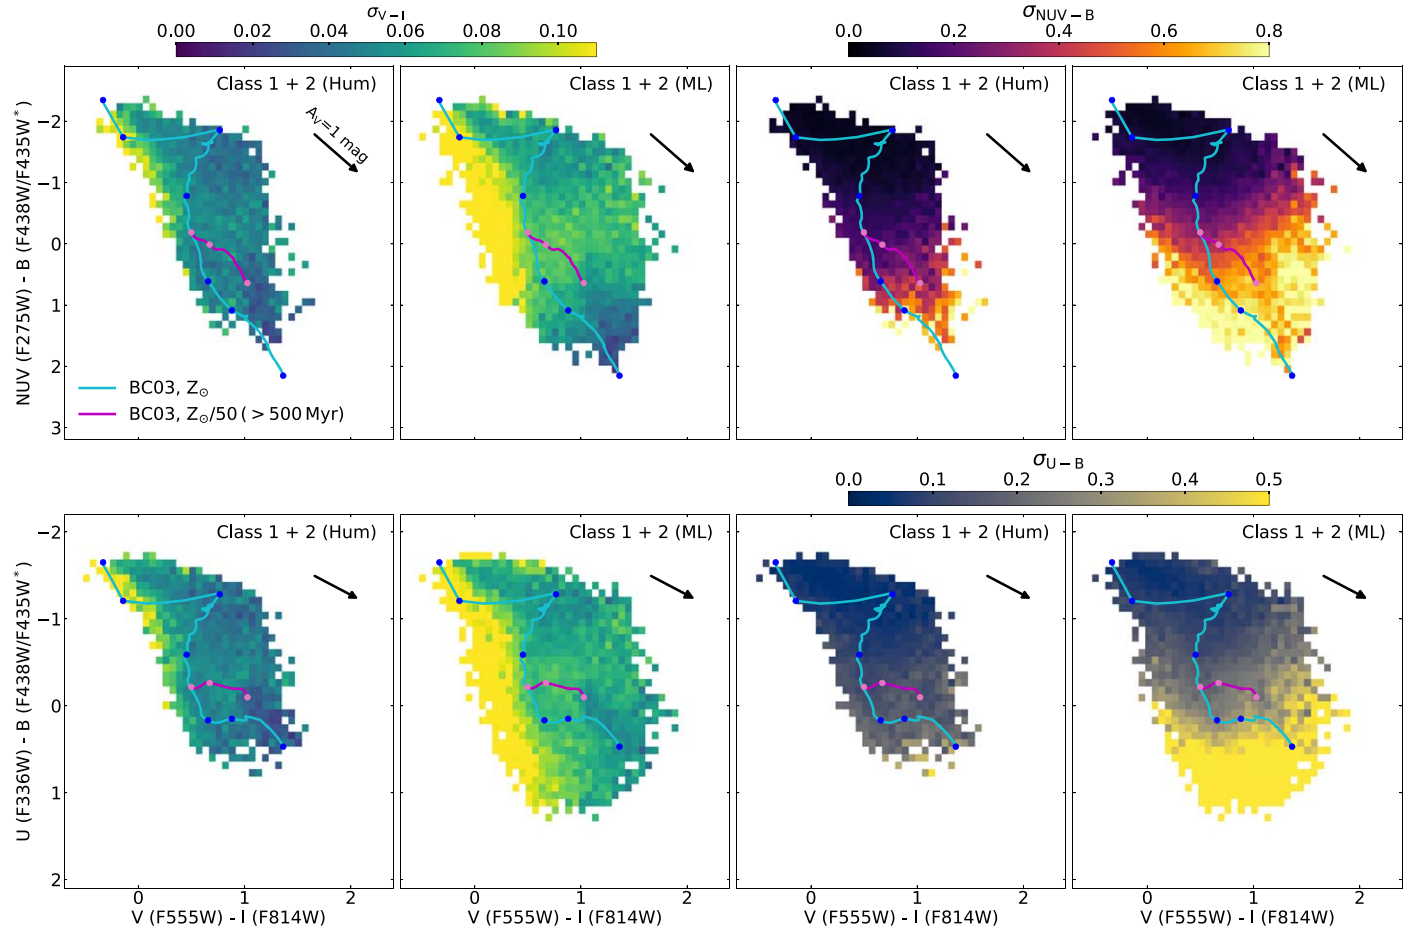 σV−I
0.00 0.02 0.04 0.06 0.08 0.10
σNUV−B
0.0 0.2 0.4 0.6 0.8
Class 1 + 2 (Hum)
Class 1 + 2 (ML)
Class 1 + 2 (Hum)
Class 1 + 2 (ML)
AV=1 mag
NUV (F275W) - B (F438W/F435W*)
−2
−1
0
1
2
3
BC03, Z⊙
BC03, Z⊙/50 (> 500 Myr)
σU−B
0.0 0.1 0.2 0.3 0.4 0.5
Class 1 + 2 (Hum)
Class 1 + 2 (ML)
Class 1 + 2 (Hum)
Class 1 + 2 (ML)
U (F336W) - B (F438W/F435W*)
−2
−1
0
1
2
0 1 2
0 1 2
0 1 2
0 1 2
V (F555W) - I (F814W)
V (F555W) - I (F814W)
V (F555W) - I (F814W)
V (F555W) - I (F814W)